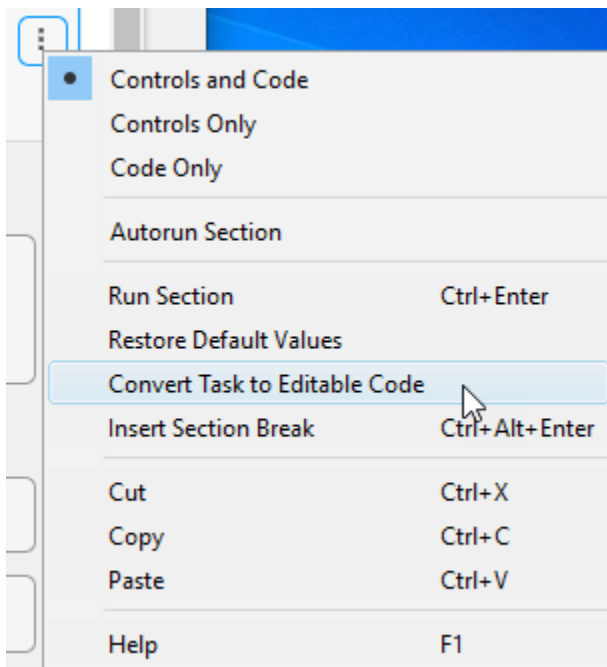 Controls and Code
Controls Only
Code Only
Autorun Section
Run Section Ctrl+Enter
Restore Default Values
Convert Task to Editable Code
Insert Section Break Ctrl+Alt+Enter
Cut Ctrl+X
Copy Ctrl+C
Paste Ctrl+V
Help F1